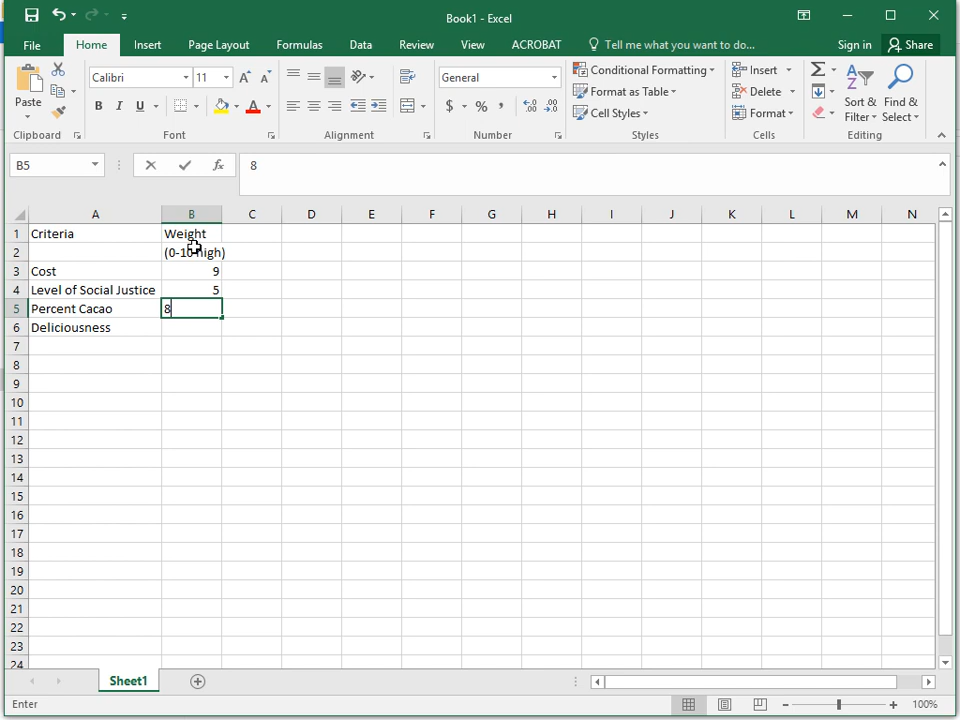 Book1 - Excel
File Home Insert Page Layout Formulas Data Review View ACROBAT Tell me what you want to do... Sign in Share
Paste
Clipboard
Calibri 11
B I U A
Font
Alignment
General
$ % ,
Number
Conditional Formatting
Format as Table
Cell Styles
Styles
Insert
Delete
Format
Cells
Sort & Filter
Find & Select
Editing
B5 fx 8
A B C D E F G H I J K L M N
1 Criteria Weight
2 (0-10 high)
3 Cost 9
4 Level of Social Justice 5
5 Percent Cacao 8
6 Deliciousness
7
8
9
10
11
12
13
14
15
16
17
18
19
20
21
22
23
24
Sheet1
Enter 100%